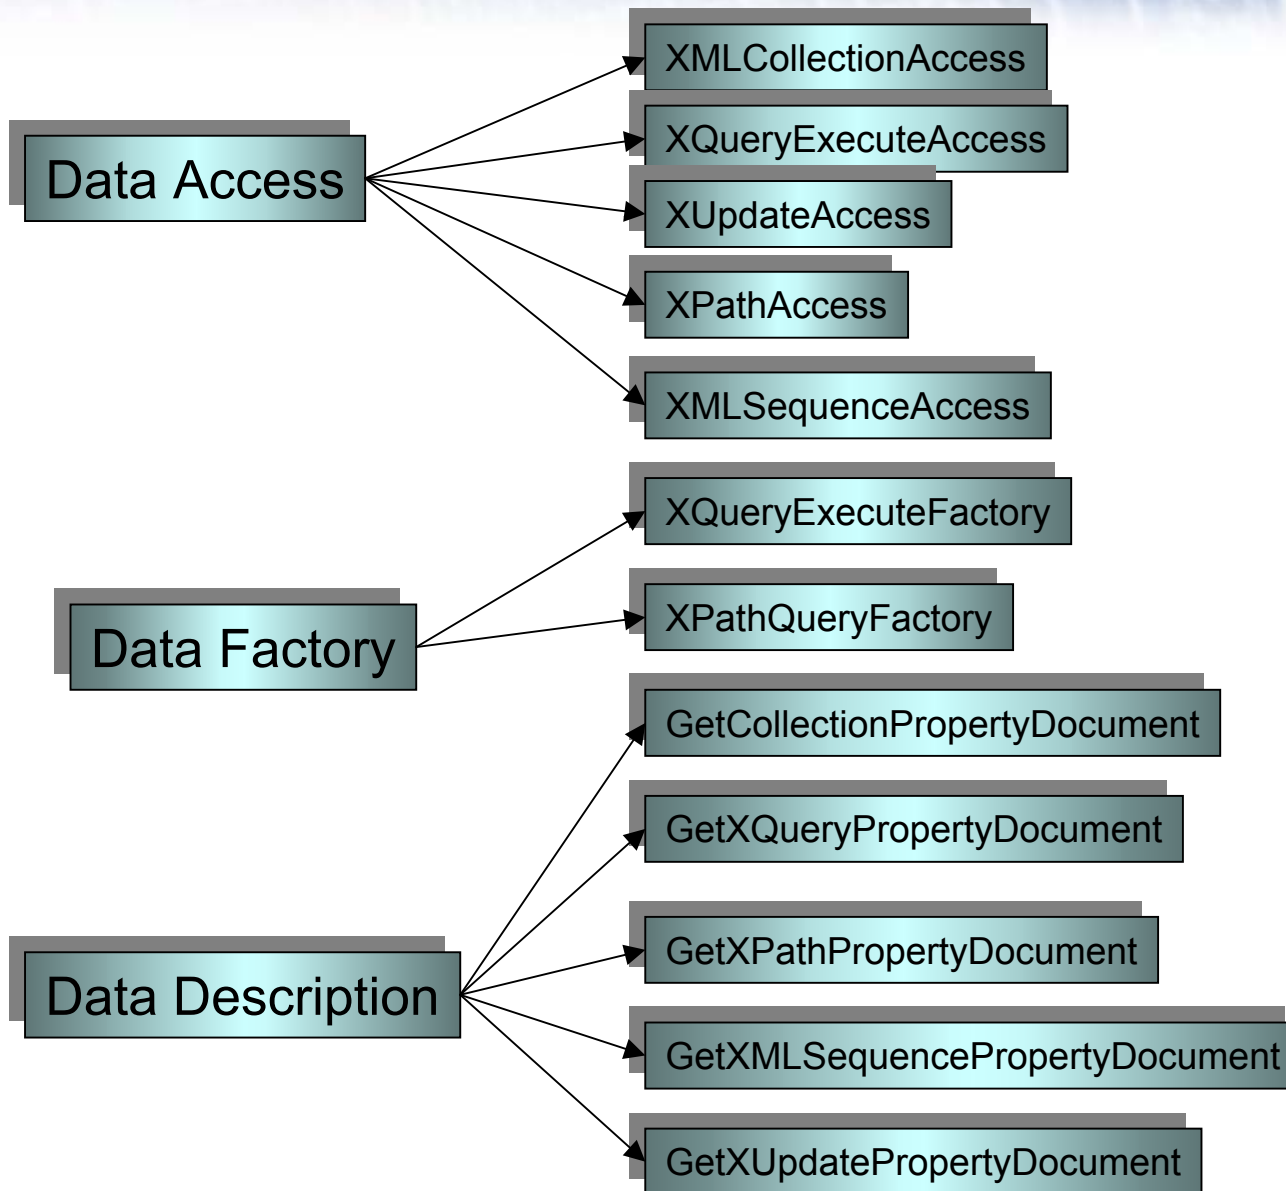 Data Access
XMLCollectionAccess
XQueryExecuteAccess
XUpdateAccess
XPathAccess
XMLSequenceAccess
Data Factory
XQueryExecuteFactory
XPathQueryFactory
Data Description
GetCollectionPropertyDocument
GetXQueryPropertyDocument
GetXPathPropertyDocument
GetXMLSequencePropertyDocument
GetXUpdatePropertyDocument